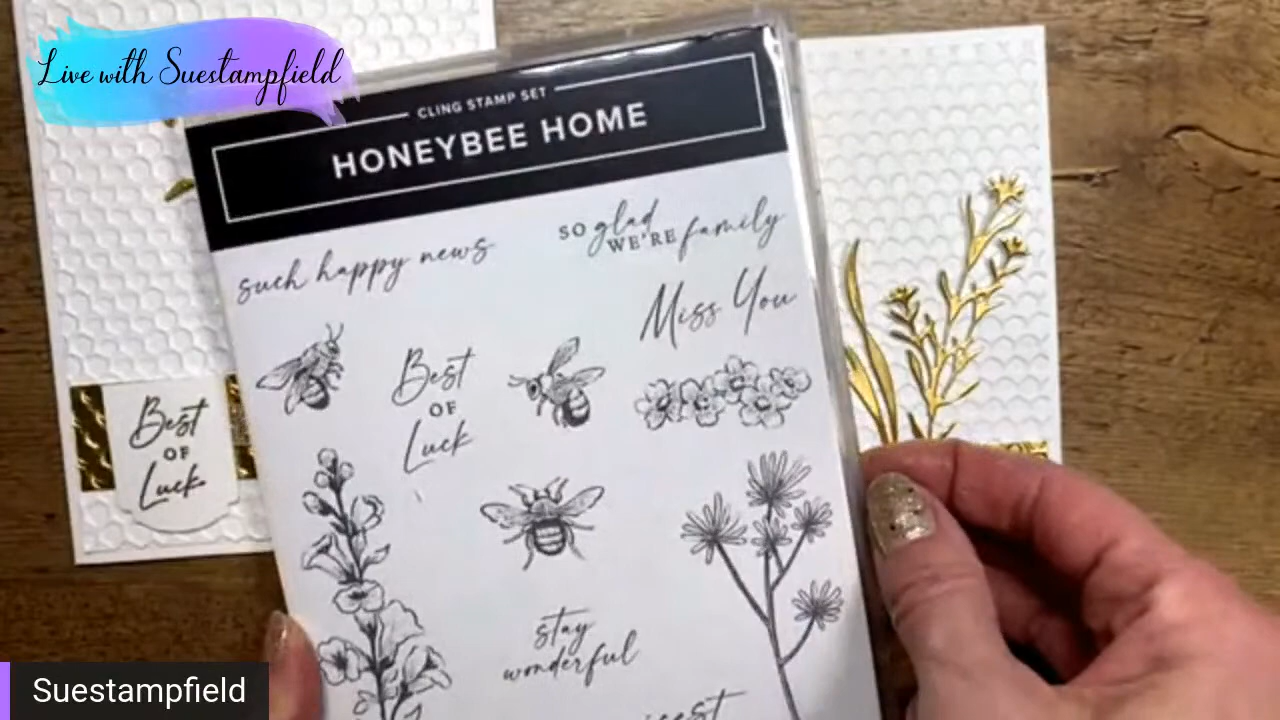 Live with Suestampfield
CLING STAMP SET
HONEYBEE HOME
such happy news
SO glad
WE'RE family
Miss You
Best
OF
Luck
stay
wonderful
Best
OF
Luck
Suestampfield